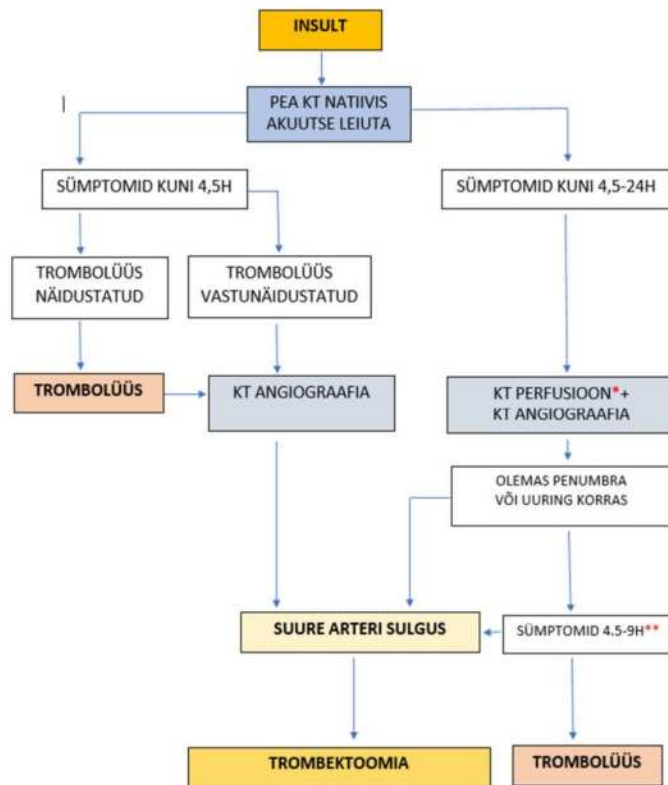 INSULT
PEA KT NATIIVIS
AKUUTSE LEIUTA
SÜMPTOMID KUNI 4,5H
SÜMPTOMID KUNI 4,5-24H
TROMBOLÜÜS
NÄIDUSTATUD
TROMBOLÜÜS
VASTUNÄIDUSTATUD
TROMBOLÜÜS
KT ANGIOGRAAFIA
KT PERFUSIOON*+
KT ANGIOGRAAFIA
OLEMAS PENUMBRA
VÕI UURING KORRAS
SUURE ARTERI SULGUS
SÜMPTOMID 4.5-9H**
TROMBEKTOOMIA
TROMBOLÜÜS